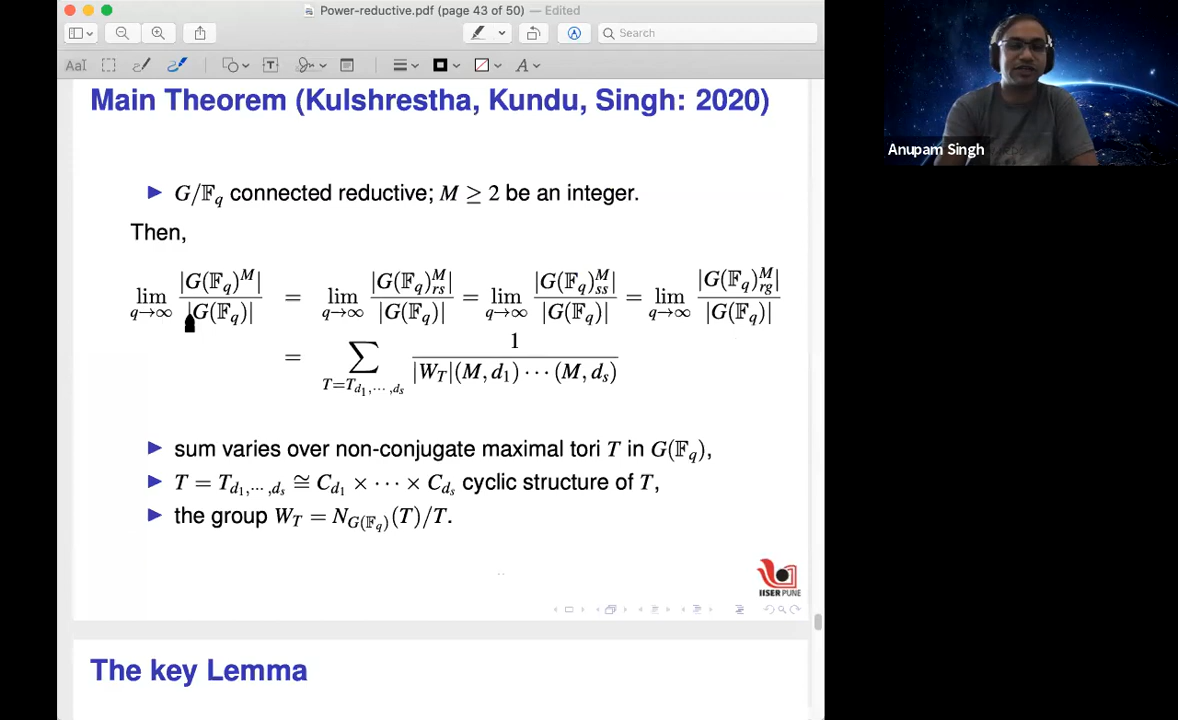 Power-reductive.pdf (page 43 of 50) — Edited
Search
AaI
Main Theorem (Kulshrestha, Kundu, Singh: 2020)
▶ G/𝔽_q connected reductive; M ≥ 2 be an integer.
Then,
lim_{q→∞} |G(𝔽_q)^M| / |G(𝔽_q)| = lim_{q→∞} |G(𝔽_q)^M_{rs}| / |G(𝔽_q)| = lim_{q→∞} |G(𝔽_q)^M_{ss}| / |G(𝔽_q)| = lim_{q→∞} |G(𝔽_q)^M_{rg}| / |G(𝔽_q)|
= ∑_{T=T_{d_1,⋯,d_s}} 1 / |W_T|(M, d_1)⋯(M, d_s)
▶ sum varies over non-conjugate maximal tori T in G(𝔽_q),
▶ T = T_{d_1,⋯,d_s} ≅ C_{d_1} × ⋯ × C_{d_s} cyclic structure of T,
▶ the group W_T = N_{G(𝔽_q)}(T)/T.
IISER PUNE
The key Lemma
Anupam Singh